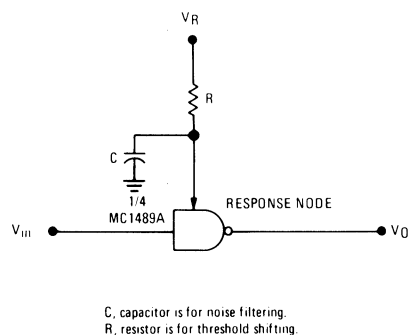 VR
R
C
1/4
MC1489A
RESPONSE NODE
Vin
VO
C, capacitor is for noise filtering.
R, resistor is for threshold shifting.